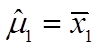 μ̂₁ = x̄₁